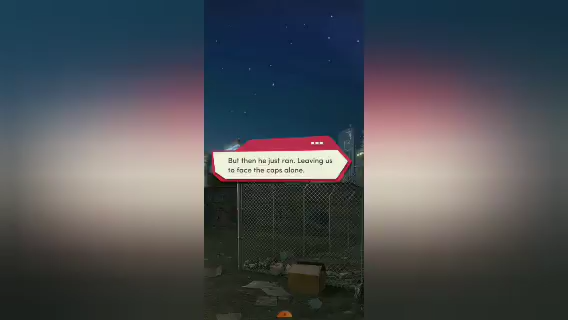 But then he just ran. Leaving us
to face the cops alone.